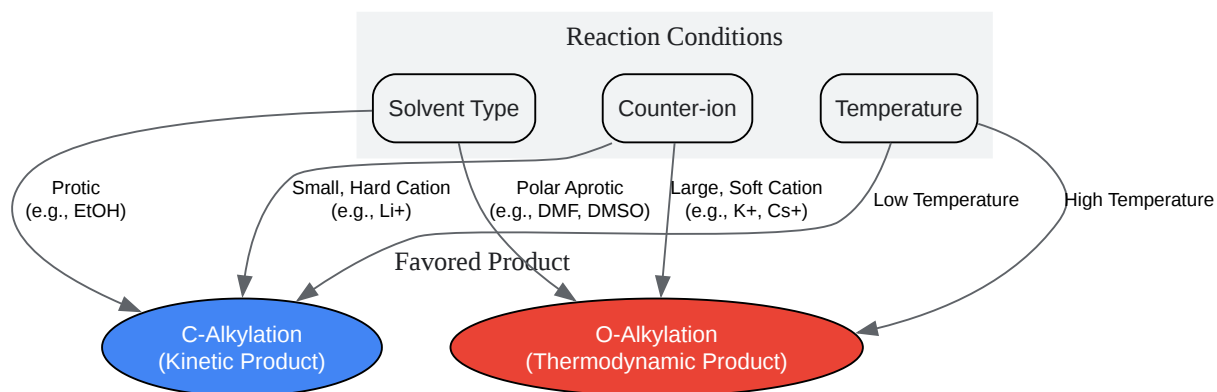 Reaction Conditions
Solvent Type
Counter-ion
Temperature
Protic
(e.g., EtOH)
Small, Hard Cation
(e.g., Li+)
Polar Aprotic
(e.g., DMF, DMSO)
Large, Soft Cation
(e.g., K+, Cs+)
Low Temperature
High Temperature
Favored Product
C-Alkylation
(Kinetic Product)
O-Alkylation
(Thermodynamic Product)